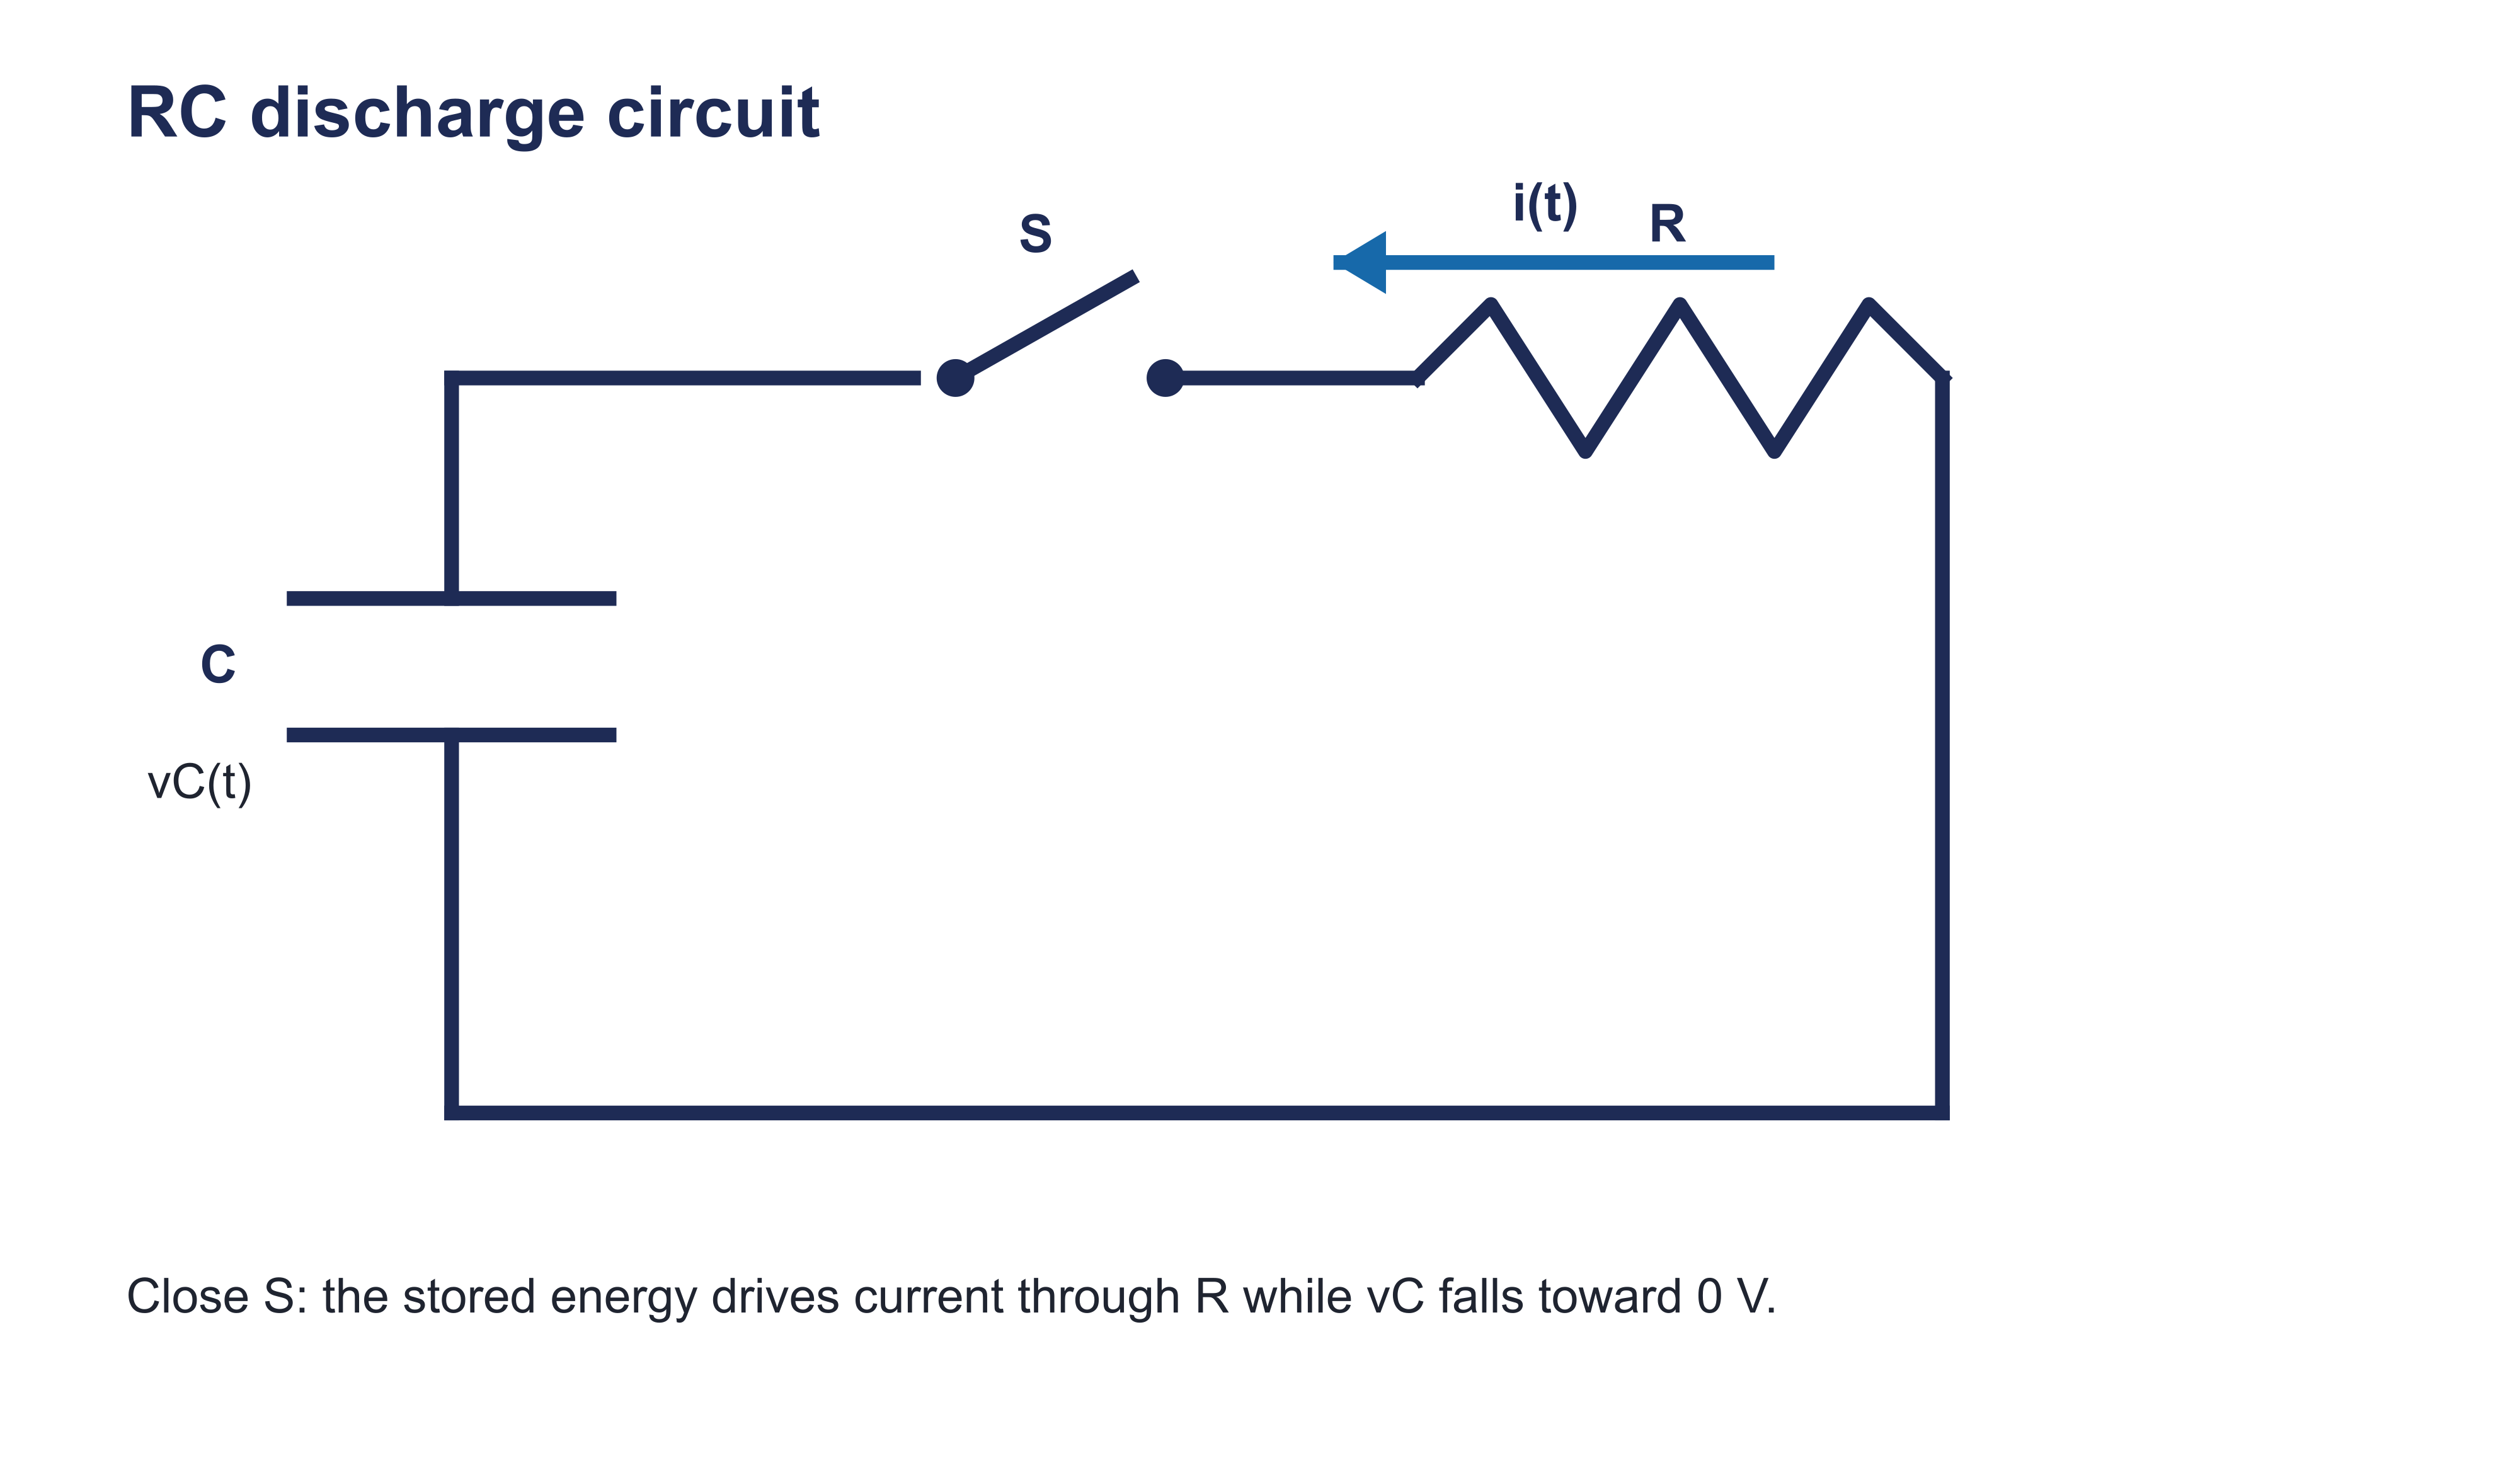 RC discharge circuit
i(t)
R
S
C
vC(t)
Close S: the stored energy drives current through R while vC falls toward 0 V.